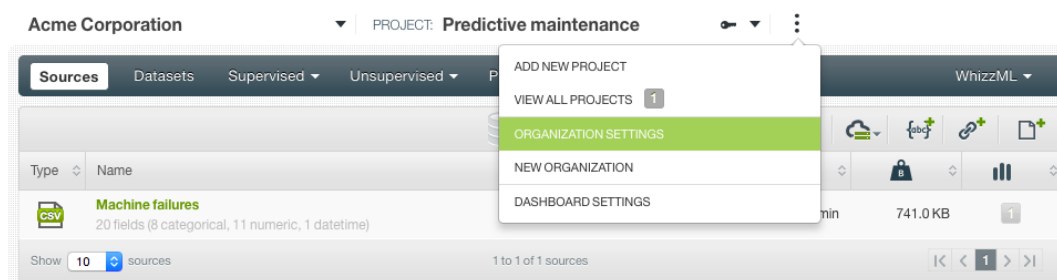 Acme Corporation PROJECT: Predictive maintenance
ADD NEW PROJECT
VIEW ALL PROJECTS 1
ORGANIZATION SETTINGS
NEW ORGANIZATION
DASHBOARD SETTINGS
Sources Datasets Supervised Unsupervised P WhizzML
{abc}
Type Name B
CSV Machine failures min 741.0 KB 1
20 fields (8 categorical, 11 numeric, 1 datetime)
Show 10 sources 1 to 1 of 1 sources 1